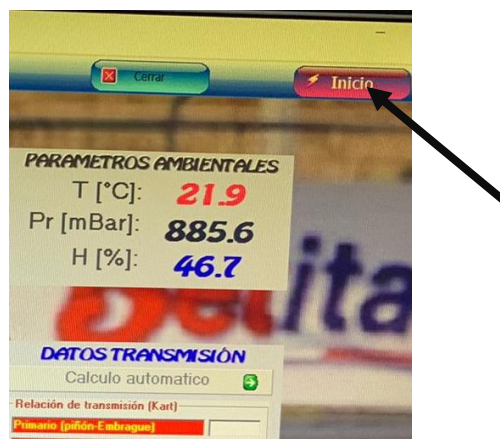 Cerrar
Inicio
PARAMETROS AMBIENTALES
T [°C]: 21.9
Pr [mBar]: 885.6
H [%]: 46.7
DATOS TRANSMISIÓN
Calculo automatico
Relación de transmisión (Kart)
Primario (piñón-Embrague)